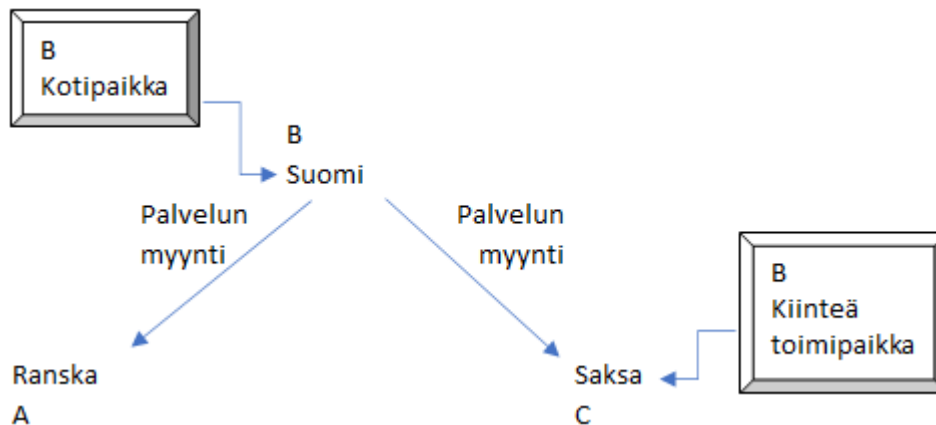 B
Kotipaikka
B
Suomi
Palvelun
myynti
Palvelun
myynti
B
Kiinteä
toimipaikka
Ranska
A
Saksa
C